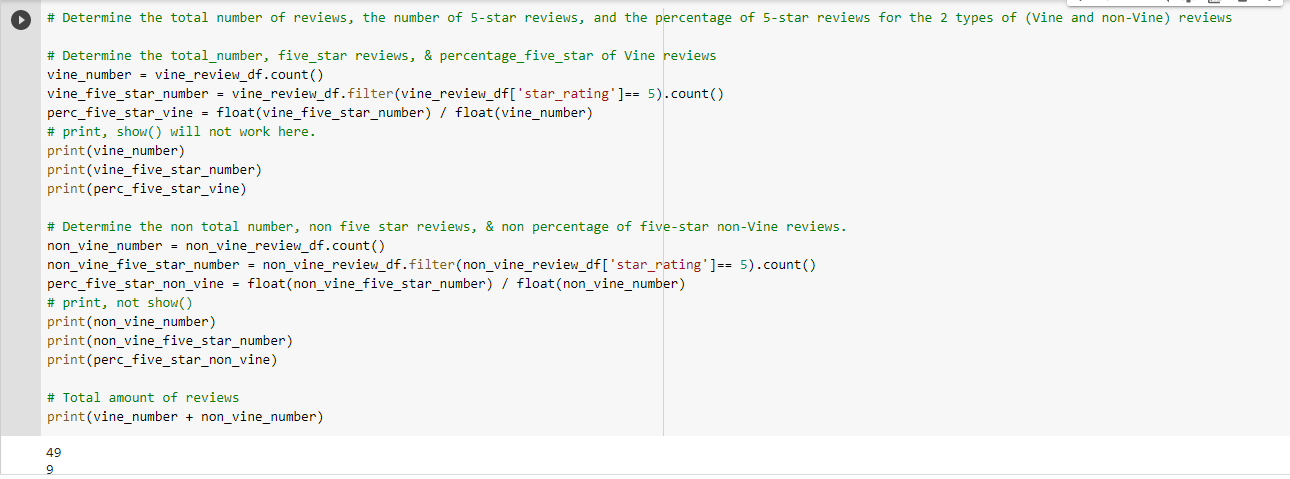 # Determine the total number of reviews, the number of 5-star reviews, and the percentage of 5-star reviews for the 2 types of (Vine and non-Vine) reviews
# Determine the total_number, five_star reviews, & percentage_five_star of Vine reviews
vine_number = vine_review_df.count()
vine_five_star_number = vine_review_df.filter(vine_review_df['star_rating']== 5).count()
perc_five_star_vine = float(vine_five_star_number) / float(vine_number)
# print, show() will not work here.
print(vine_number)
print(vine_five_star_number)
print(perc_five_star_vine)
# Determine the non total number, non five star reviews, & non percentage of five-star non-Vine reviews.
non_vine_number = non_vine_review_df.count()
non_vine_five_star_number = non_vine_review_df.filter(non_vine_review_df['star_rating']== 5).count()
perc_five_star_non_vine = float(non_vine_five_star_number) / float(non_vine_number)
# print, not show()
print(non_vine_number)
print(non_vine_five_star_number)
print(perc_five_star_non_vine)
# Total amount of reviews
print(vine_number + non_vine_number)
49
9